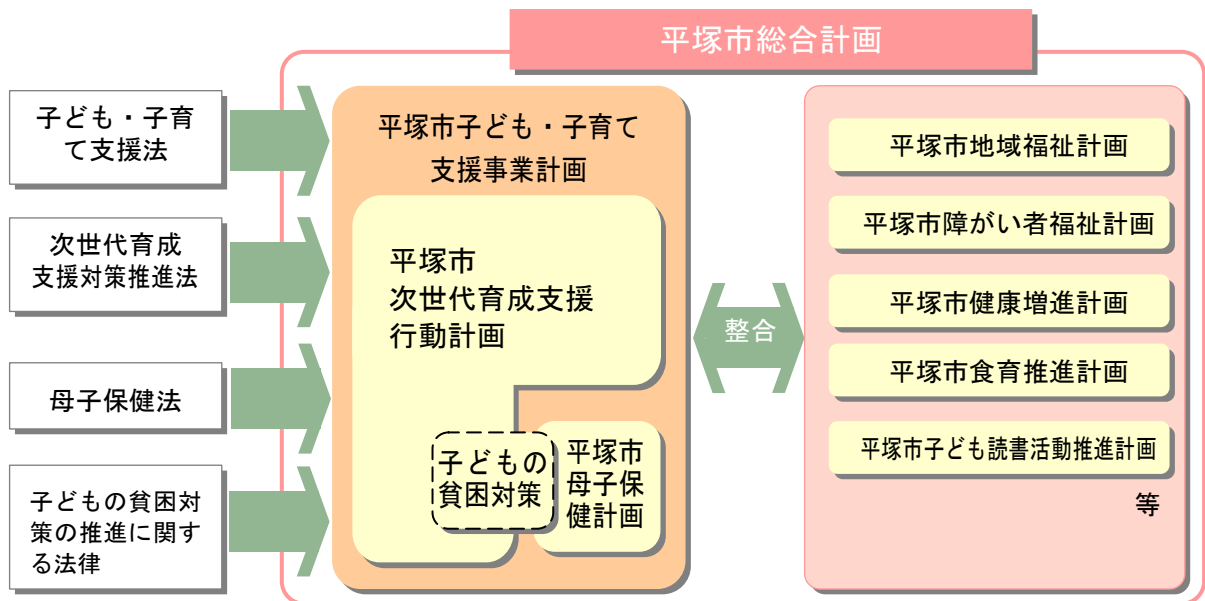 平塚市総合計画
子ども・子育
て支援法
次世代育成
支援対策推進法
母子保健法
子どもの貧困対
策の推進に関す
る法律
平塚市子ども・子育て
支援事業計画
平塚市
次世代育成支援
行動計画
子どもの
貧困対策
平塚市
母子保
健計画
整合
平塚市地域福祉計画
平塚市障がい者福祉計画
平塚市健康増進計画
平塚市食育推進計画
平塚市子ども読書活動推進計画
等